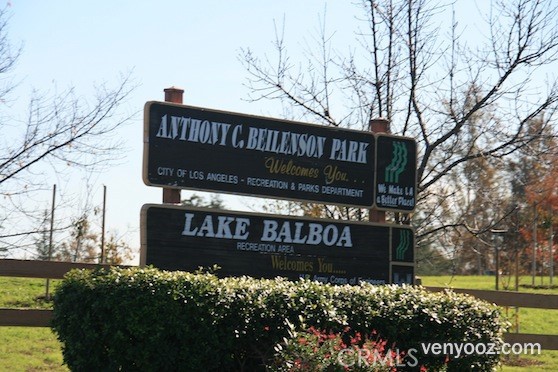 ANTHONY C. BEILENSON PARK
Welcomes You...
CITY OF LOS ANGELES - RECREATION & PARKS DEPARTMENT
We Make LA
a Better Place!
LAKE BALBOA
RECREATION AREA
Welcomes You.....
CRMLS
venyooz.com